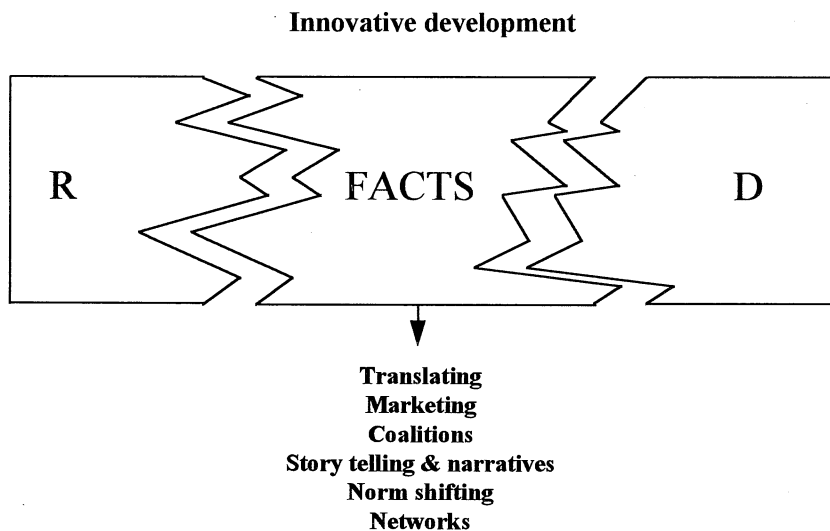 Innovative development
R FACTS D
Translating
Marketing
Coalitions
Story telling & narratives
Norm shifting
Networks